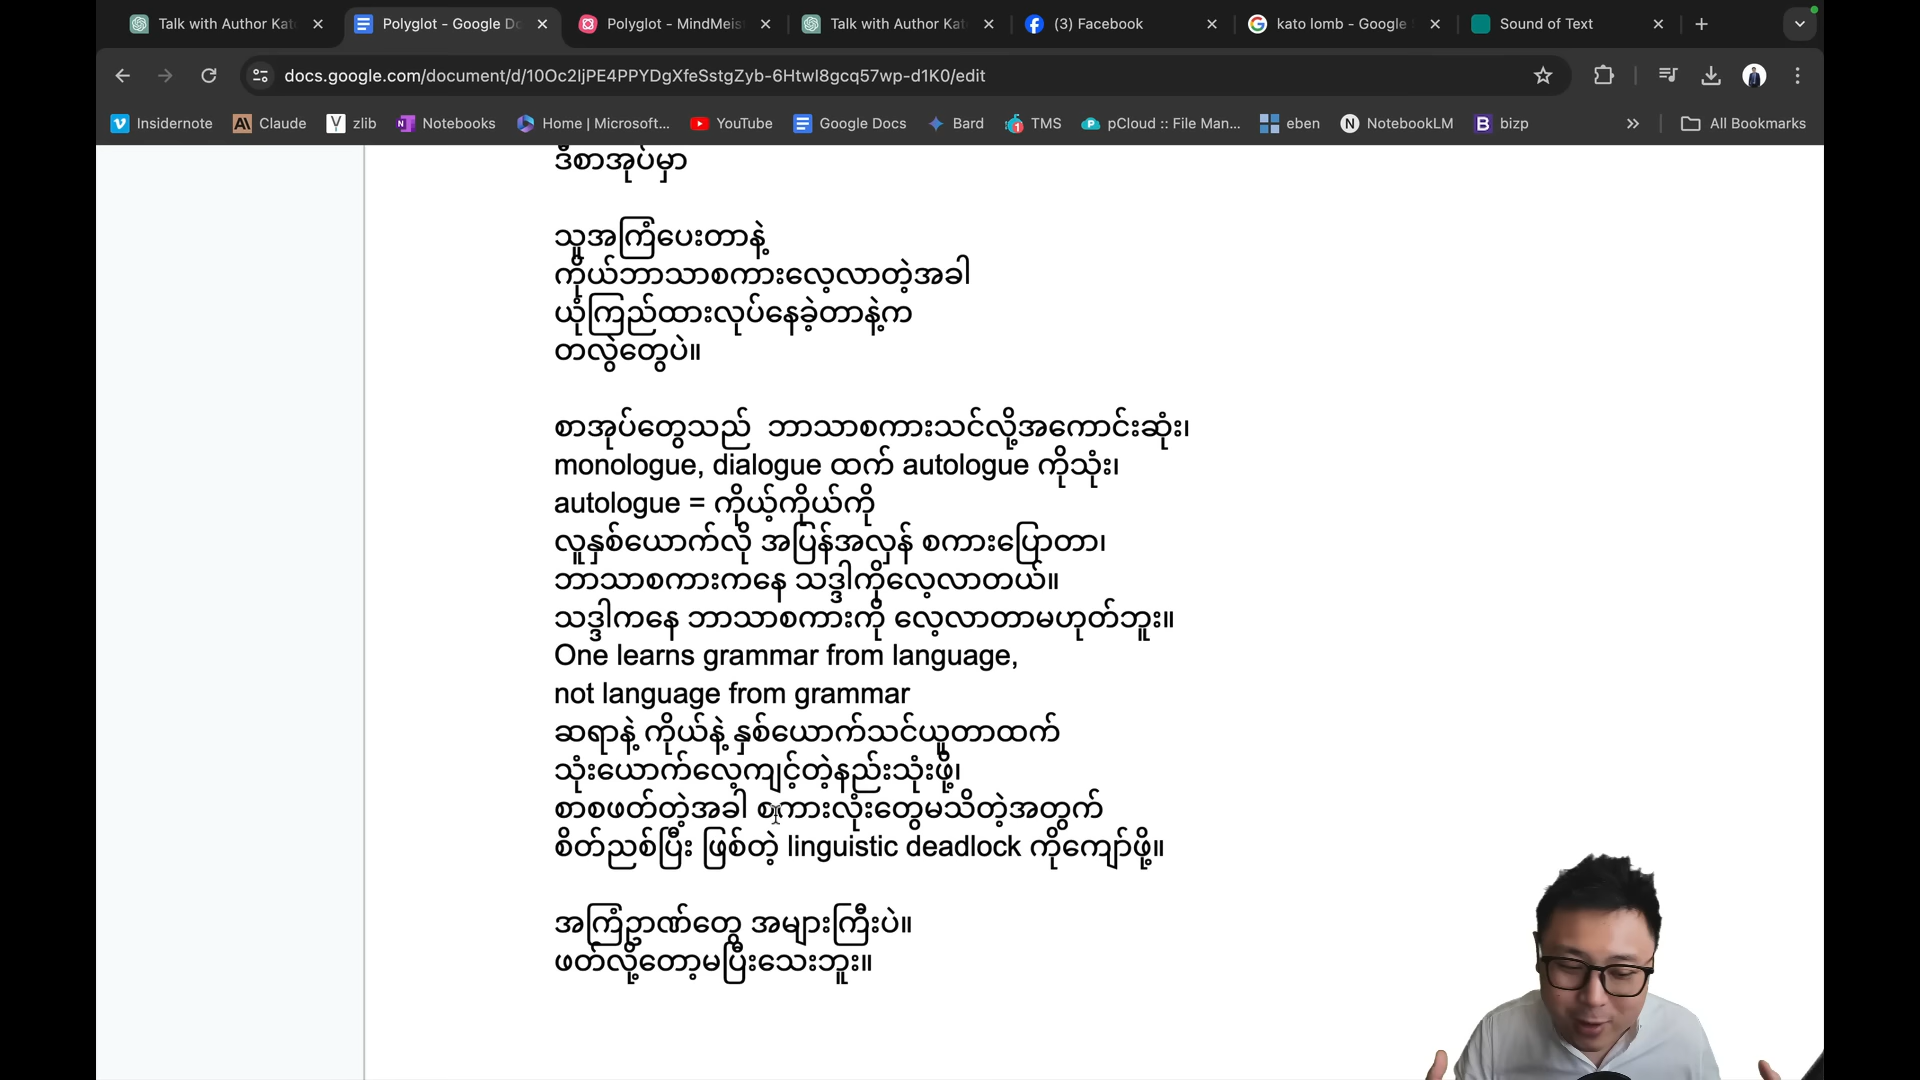 Talk with Author Kat
Polyglot - Google Do
Polyglot - MindMeis
Talk with Author Kat
(3) Facebook
kato lomb - Google
Sound of Text
docs.google.com/document/d/10Oc2ljPE4PPYDgXfeSstgZyb-6Htwl8gcq57wp-d1K0/edit
Insidernote
Claude
zlib
Notebooks
Home | Microsoft...
YouTube
Google Docs
Bard
TMS
pCloud :: File Man...
eben
NotebookLM
bizp
All Bookmarks
ဒီစာအုပ်မှာ
သူအကြံပေးတာနဲ့
ကိုယ်ဘာသာစကားလေ့လာတဲ့အခါ
ယုံကြည်ထားလုပ်နေခဲ့တာနဲ့က
တလွဲတွေပဲ။
စာအုပ်တွေသည် ဘာသာစကားသင်လို့အကောင်းဆုံး၊
monologue, dialogue ထက် autologue ကိုသုံး၊
autologue = ကိုယ့်ကိုယ်ကို
လူနှစ်ယောက်လို အပြန်အလှန် စကားပြောတာ၊
ဘာသာစကားကနေ သဒ္ဒါကိုလေ့လာတယ်။
သဒ္ဒါကနေ ဘာသာစကားကို လေ့လာတာမဟုတ်ဘူး။
One learns grammar from language,
not language from grammar
ဆရာနဲ့ ကိုယ်နဲ့ နှစ်ယောက်သင်ယူတာထက်
သုံးယောက်လေ့ကျင့်တဲ့နည်းသုံးဖို့၊
စာစဖတ်တဲ့အခါ စကားလုံးတွေမသိတဲ့အတွက်
စိတ်ညစ်ပြီး ဖြစ်တဲ့ linguistic deadlock ကိုကျော်ဖို့။
အကြံဥာဏ်တွေ အများကြီးပဲ။
ဖတ်လို့တော့မပြီးသေးဘူး။